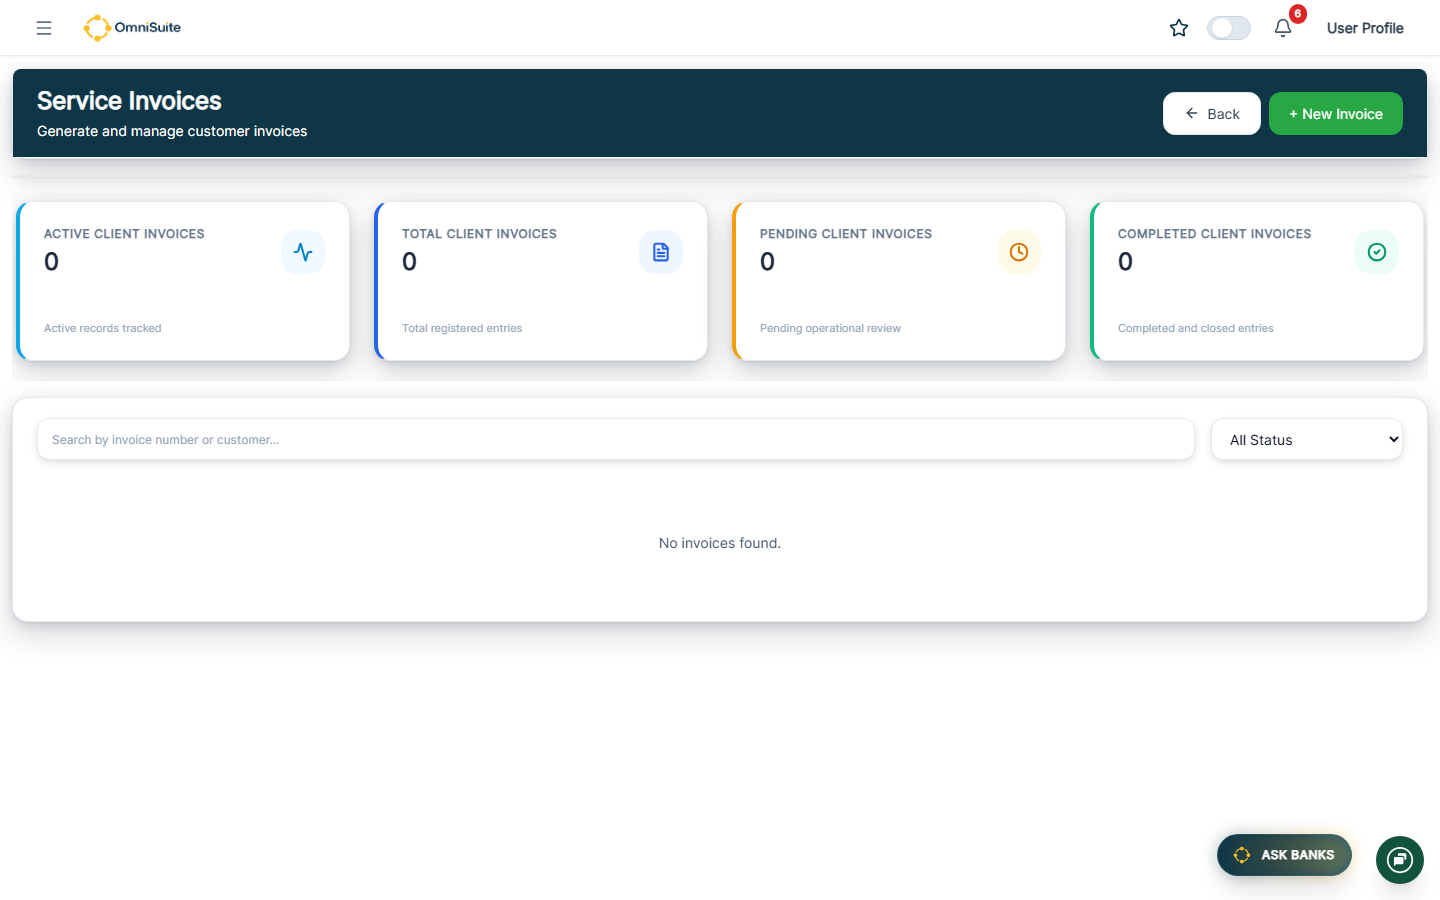 OmniSuite
6
User Profile
Service Invoices
Generate and manage customer invoices
Back
+ New Invoice
ACTIVE CLIENT INVOICES
0
Active records tracked
TOTAL CLIENT INVOICES
0
Total registered entries
PENDING CLIENT INVOICES
0
Pending operational review
COMPLETED CLIENT INVOICES
0
Completed and closed entries
Search by invoice number or customer...
All Status
No invoices found.
ASK BANKS